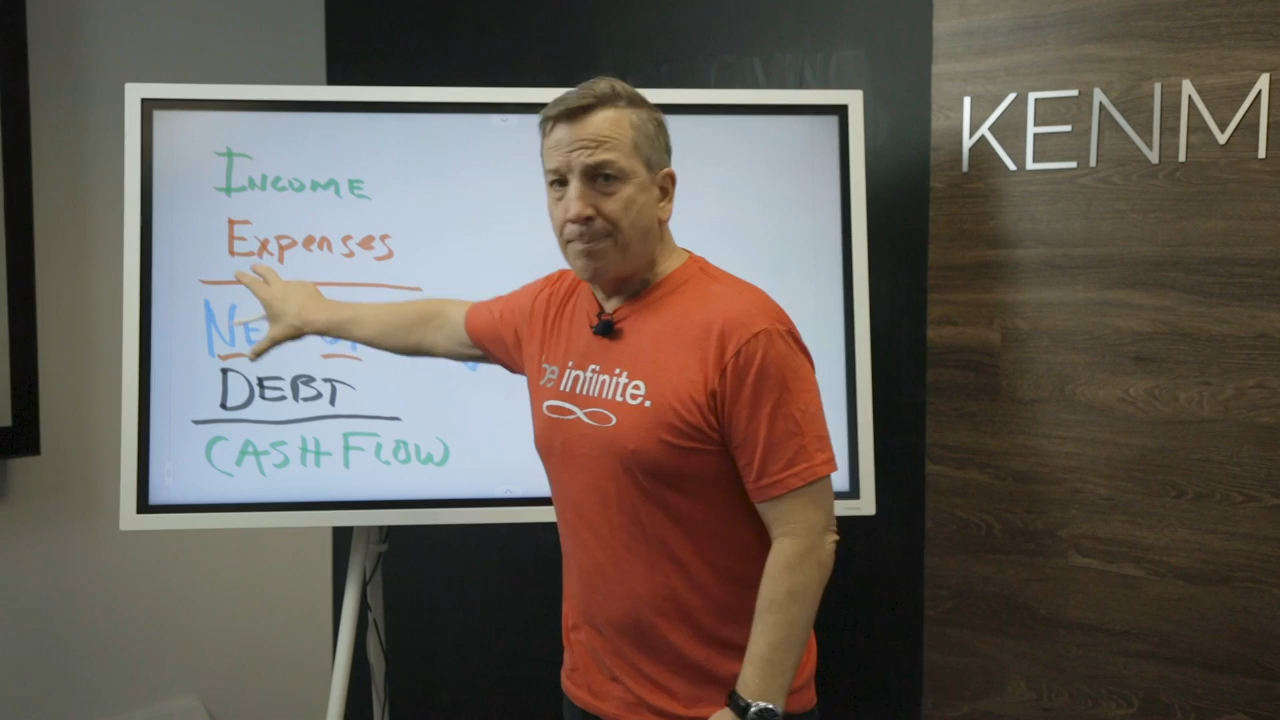 Income
Expenses
DEBT
CASH FLOW
be infinite.
KENM